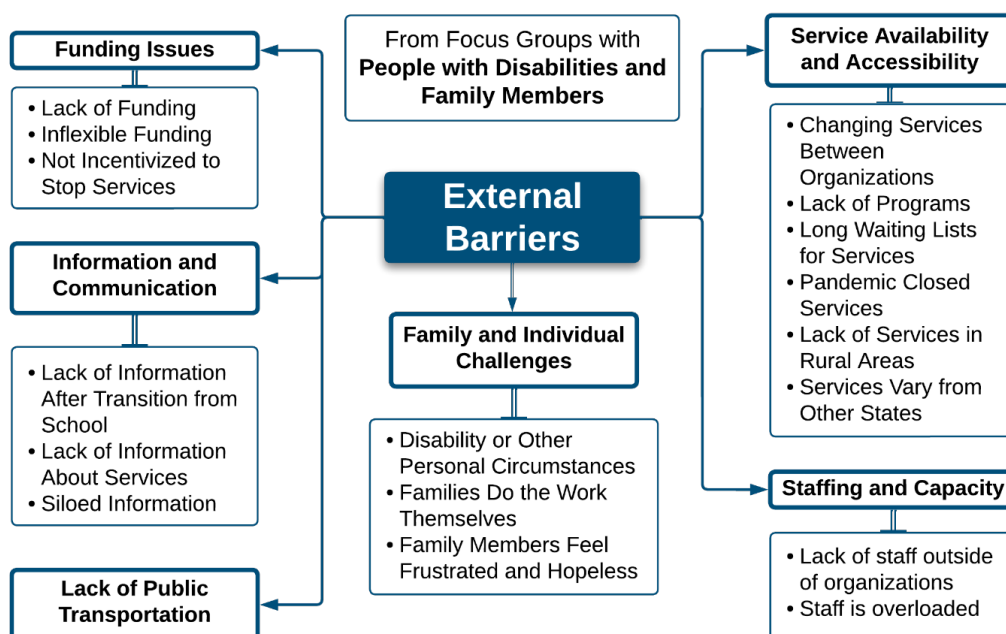 From Focus Groups with
People with Disabilities and
Family Members
External
Barriers
Funding Issues
• Lack of Funding
• Inflexible Funding
• Not Incentivized to
Stop Services
Information and
Communication
• Lack of Information
After Transition from
School
• Lack of Information
About Services
• Siloed Information
Lack of Public
Transportation
Family and Individual
Challenges
• Disability or Other
Personal Circumstances
• Families Do the Work
Themselves
• Family Members Feel
Frustrated and Hopeless
Service Availability
and Accessibility
• Changing Services
Between
Organizations
• Lack of Programs
• Long Waiting Lists
for Services
• Pandemic Closed
Services
• Lack of Services in
Rural Areas
• Services Vary from
Other States
Staffing and Capacity
• Lack of staff outside
of organizations
• Staff is overloaded